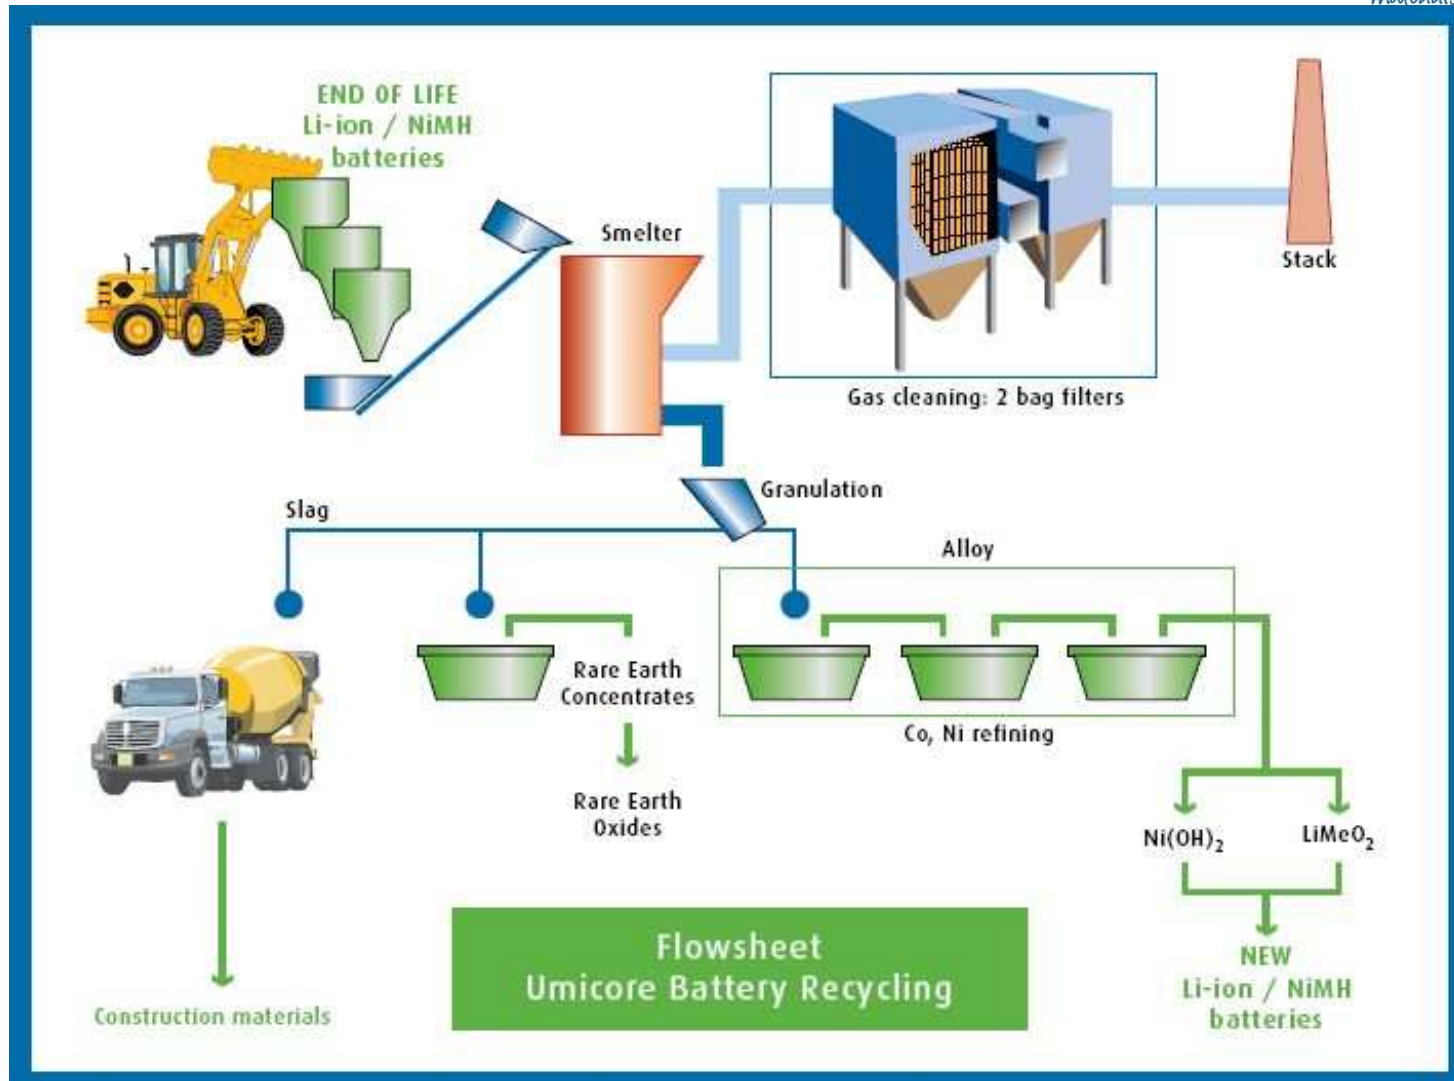 END OF LIFE
Li-ion / NiMH
batteries
Smelter
Stack
Gas cleaning: 2 bag filters
Granulation
Slag
Alloy
Rare Earth
Concentrates
Co, Ni refining
Rare Earth
Oxides
Ni(OH)₂
LiMeO₂
Flowsheet
Umicore Battery Recycling
NEW
Li-ion / NiMH
batteries
Construction materials